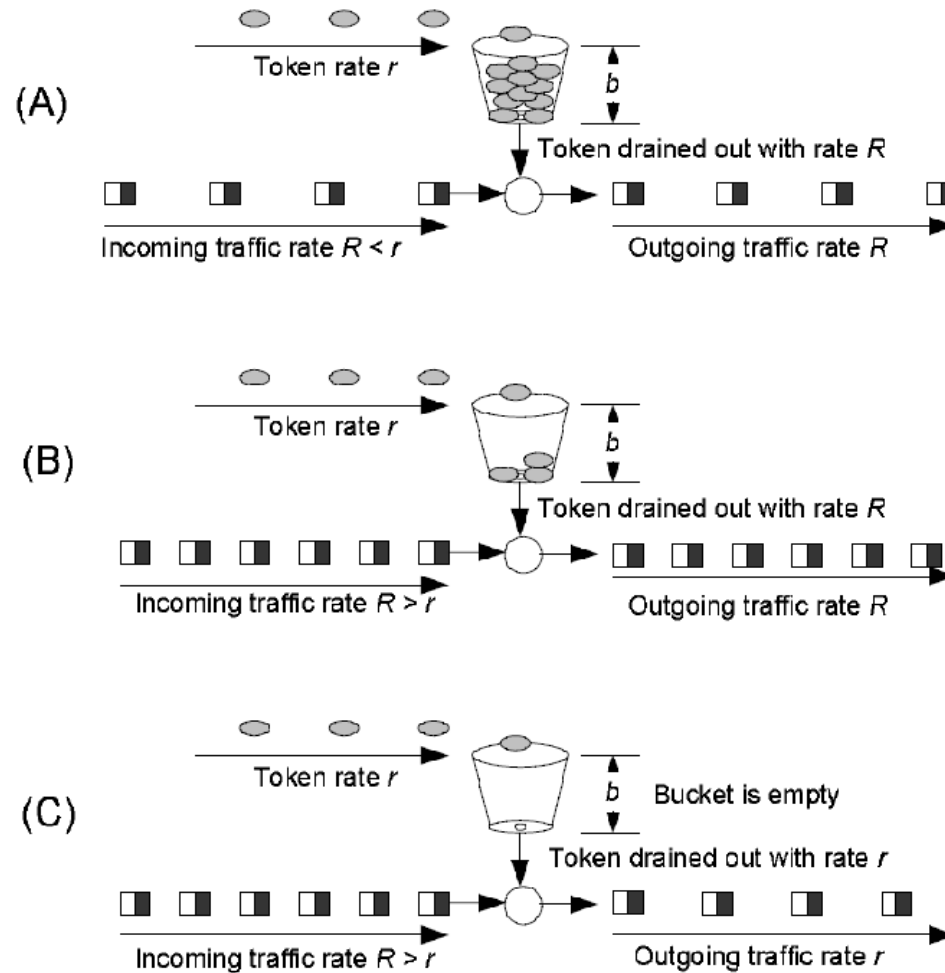 Token rate r
b
(A)
Token drained out with rate R
Incoming traffic rate R < r
Outgoing traffic rate R
Token rate r
b
(B)
Token drained out with rate R
Incoming traffic rate R > r
Outgoing traffic rate R
Token rate r
b Bucket is empty
(C)
Token drained out with rate r
Incoming traffic rate R > r
Outgoing traffic rate r